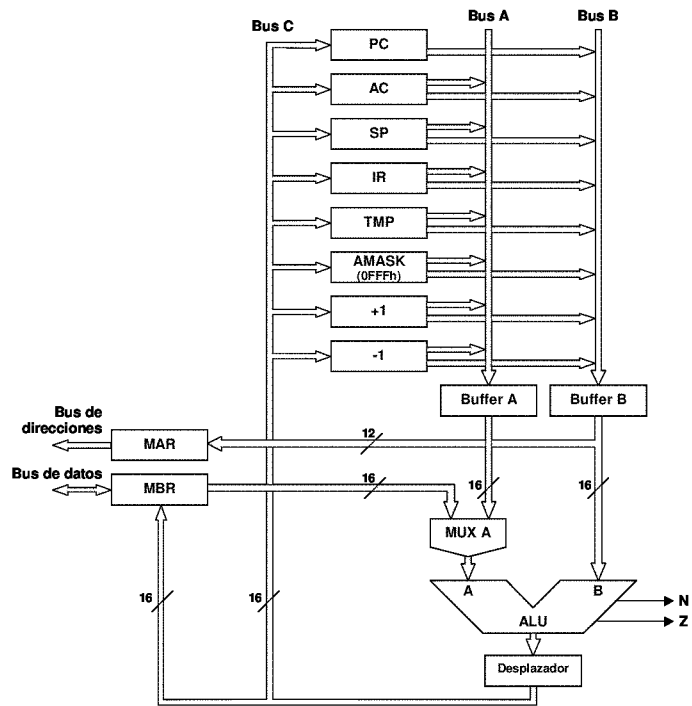 Bus C
Bus A
Bus B
PC
AC
SP
IR
TMP
AMASK
(0FFFh)
+1
-1
Buffer A
Buffer B
Bus de
direcciones
MAR
12
Bus de datos
MBR
16
16
16
MUX A
A
B
ALU
N
Z
16
16
Desplazador